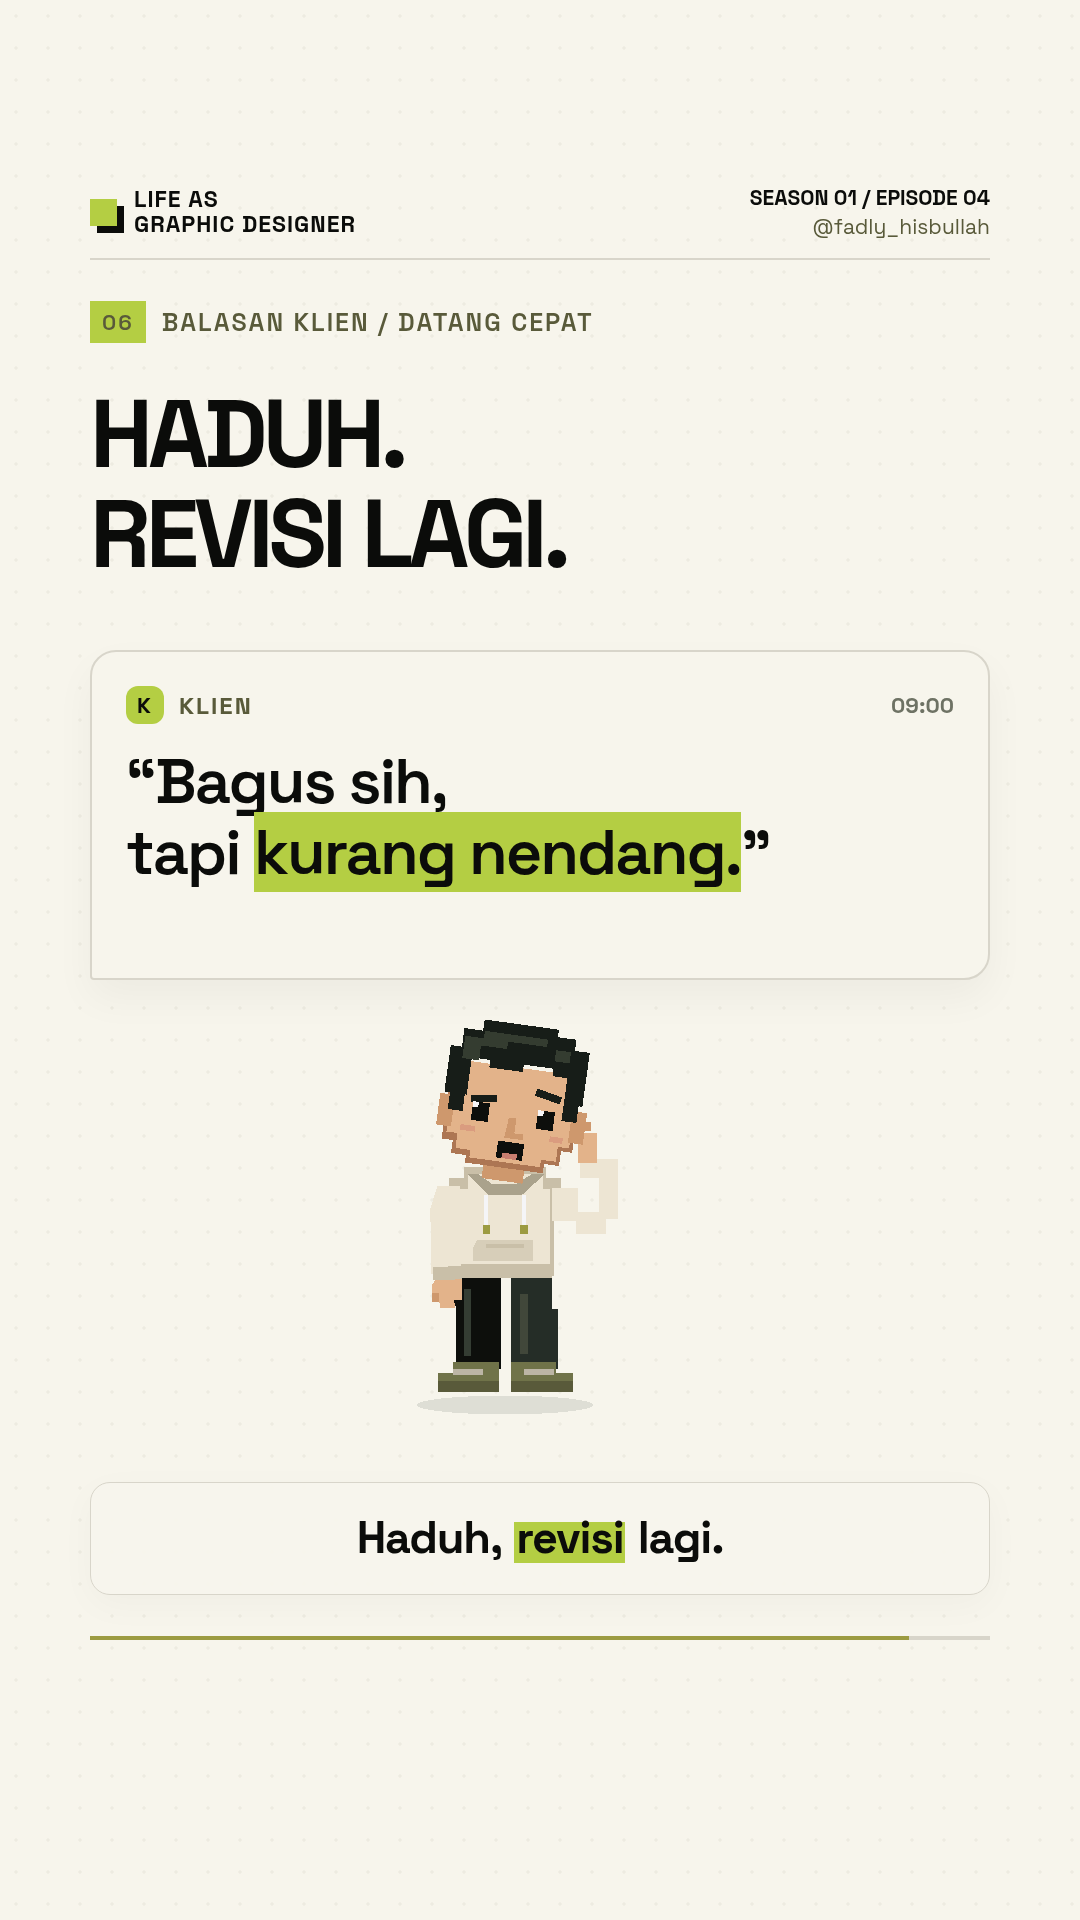 LIFE AS
GRAPHIC DESIGNER
SEASON 01 / EPISODE 04
@fadly_hisbullah
06 BALASAN KLIEN / DATANG CEPAT
HADUH.
REVISI LAGI.
K KLIEN 09:00
“Bagus sih,
tapi kurang nendang.”
Haduh, revisi lagi.